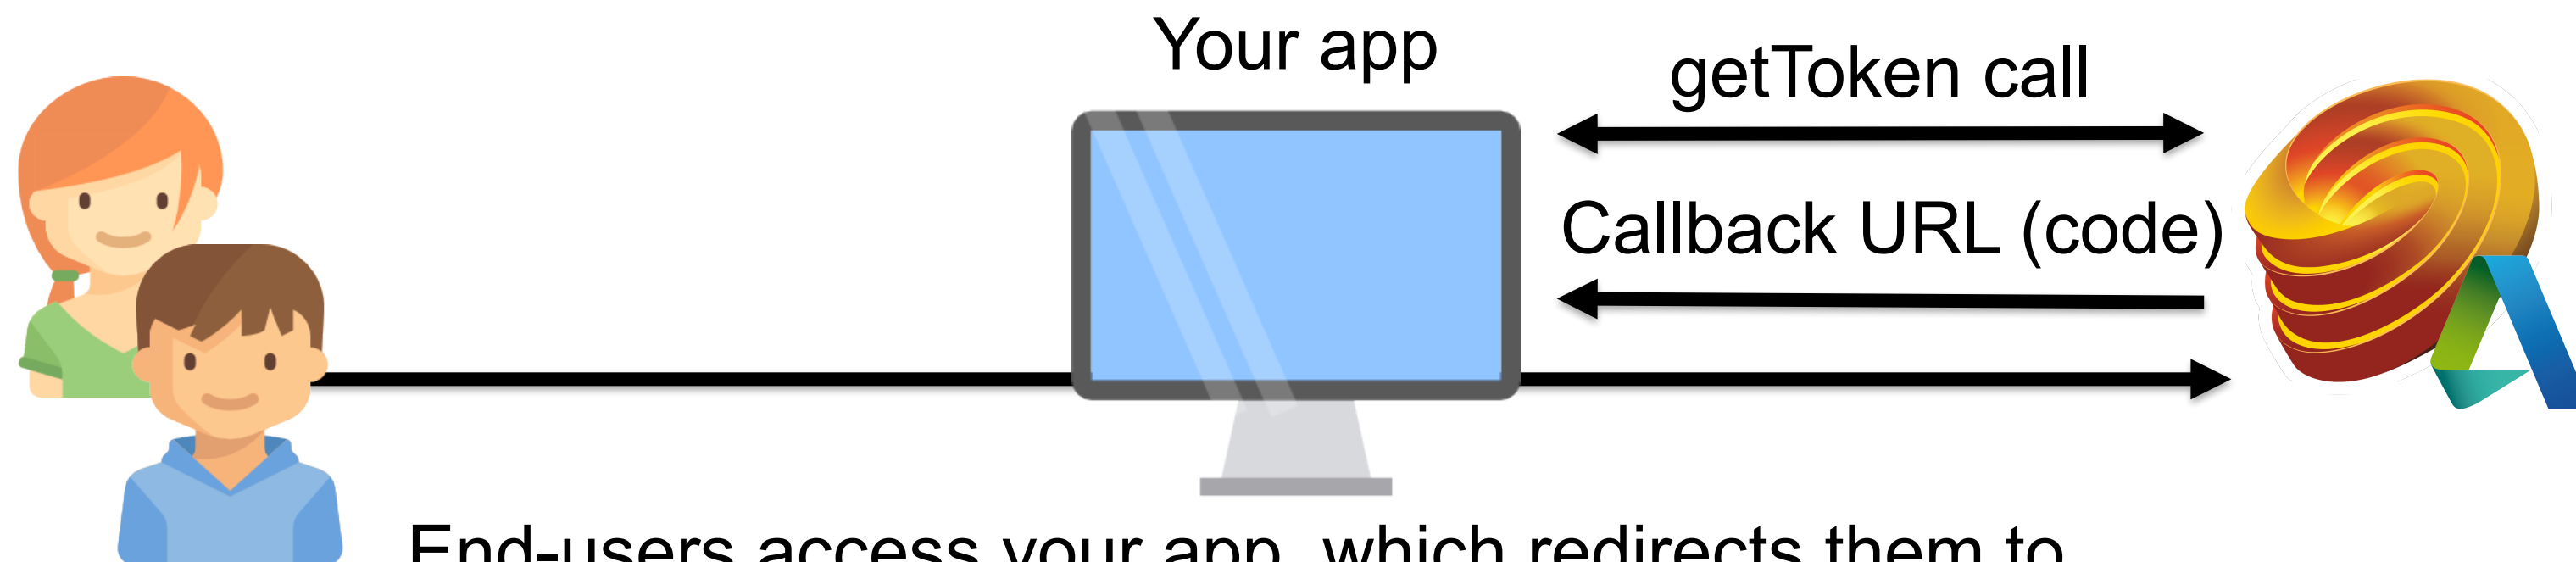 Your app
getToken call
Callback URL (code)
End-users access your app, which redirects them to